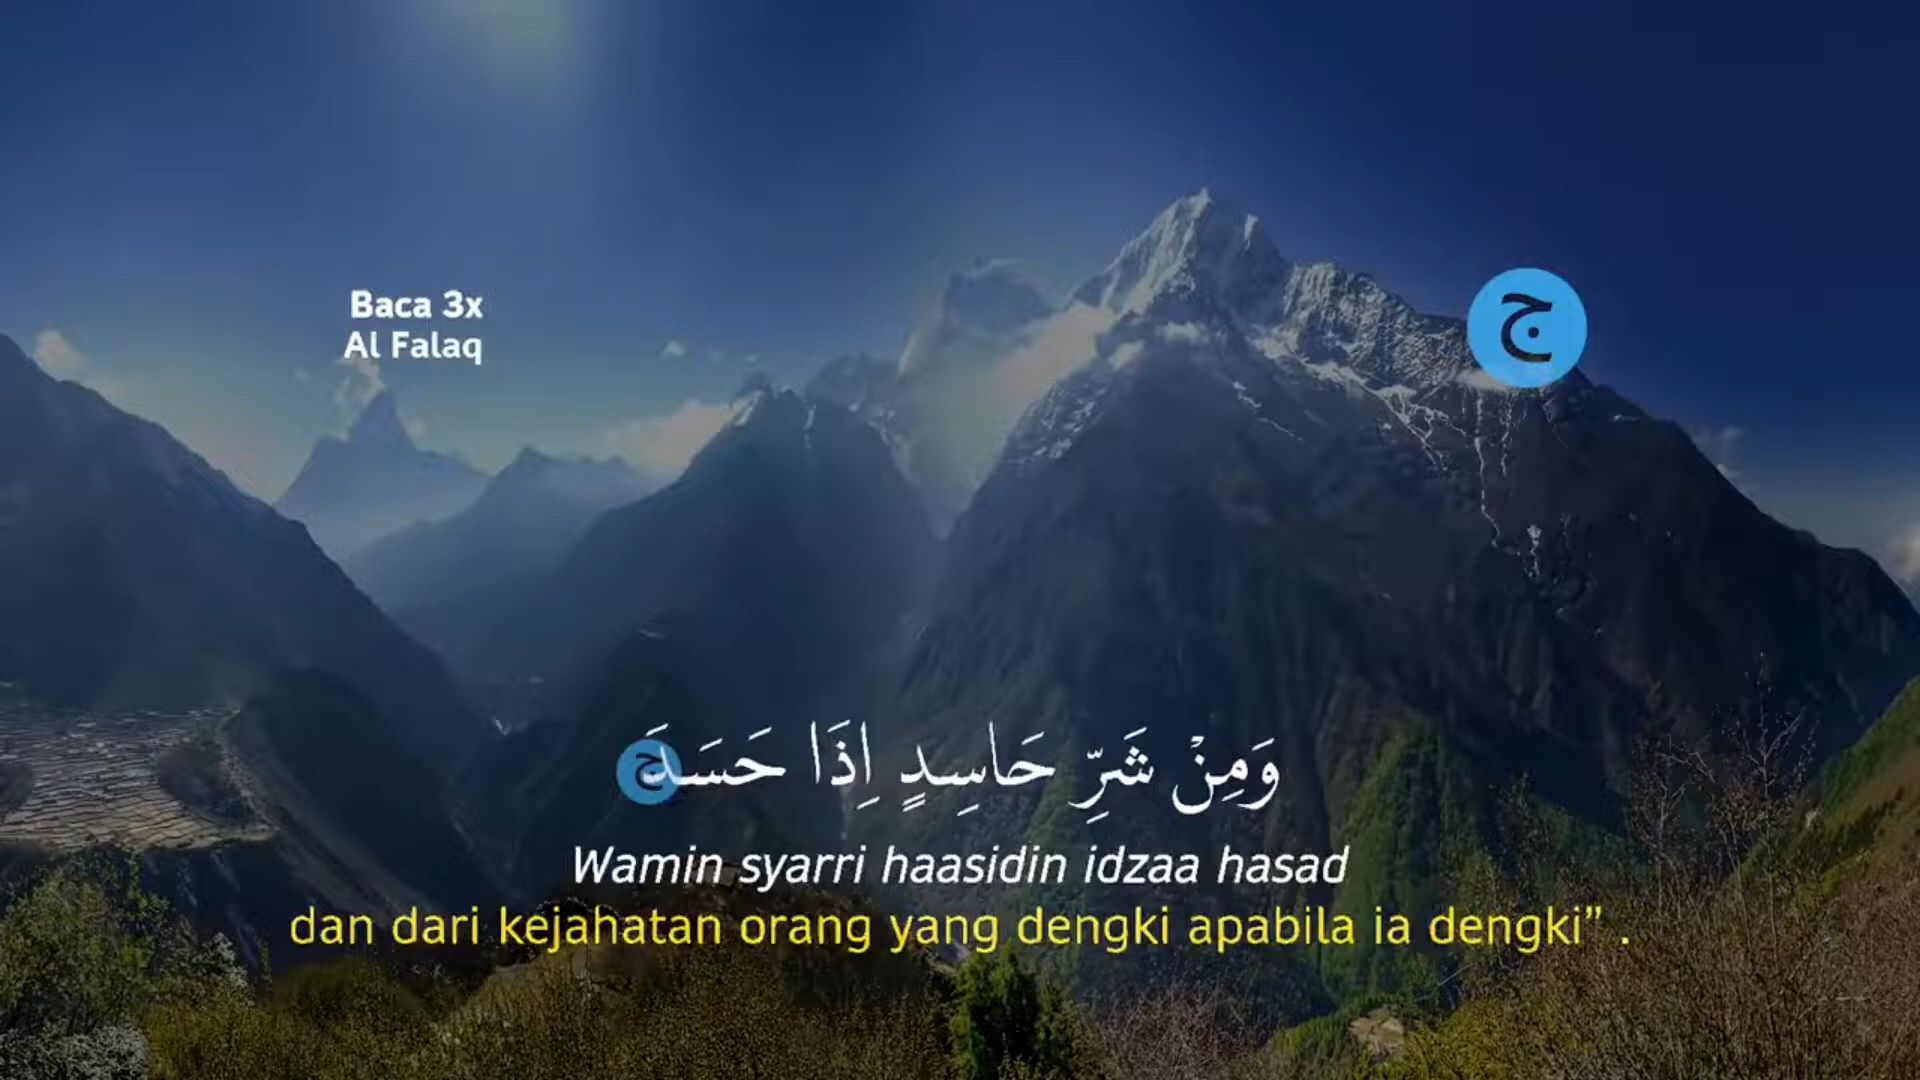 Baca 3x
Al Falaq
ج
وَمِنْ شَرِّ حَاسِدٍ اِذَا حَسَدَ ج
Wamin syarri haasidin idzaa hasad
dan dari kejahatan orang yang dengki apabila ia dengki” .